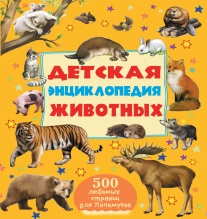 ДЕТСКАЯ
ЭНЦИКЛОПЕДИЯ
ЖИВОТНЫХ
500
любимых
страниц
для Почемучек